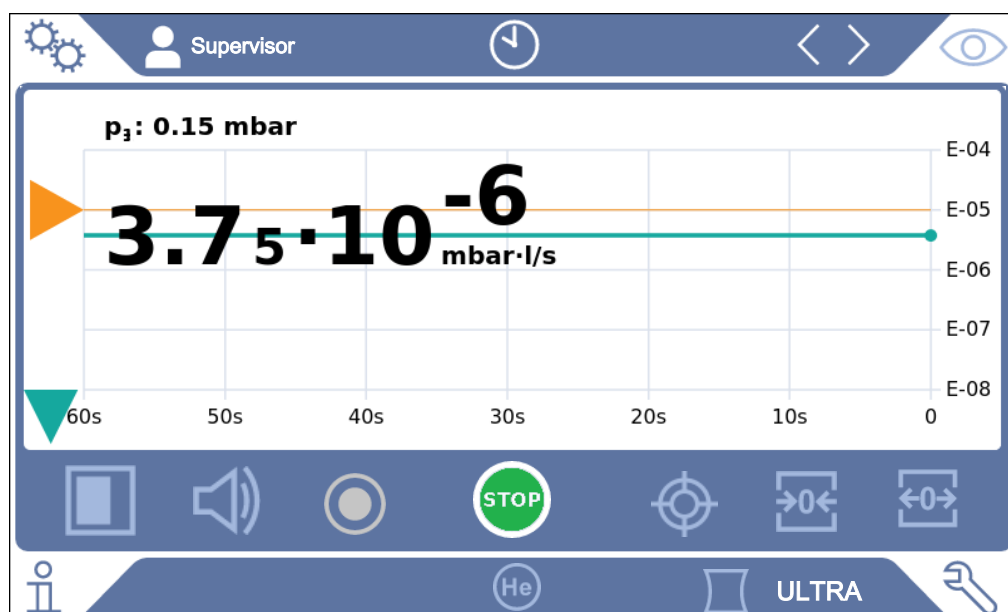 Supervisor
p₃: 0.15 mbar
3.75·10⁻⁶ mbar·l/s
E-04
E-05
E-06
E-07
E-08
60s 50s 40s 30s 20s 10s 0
STOP
→0← ←0→
He ULTRA